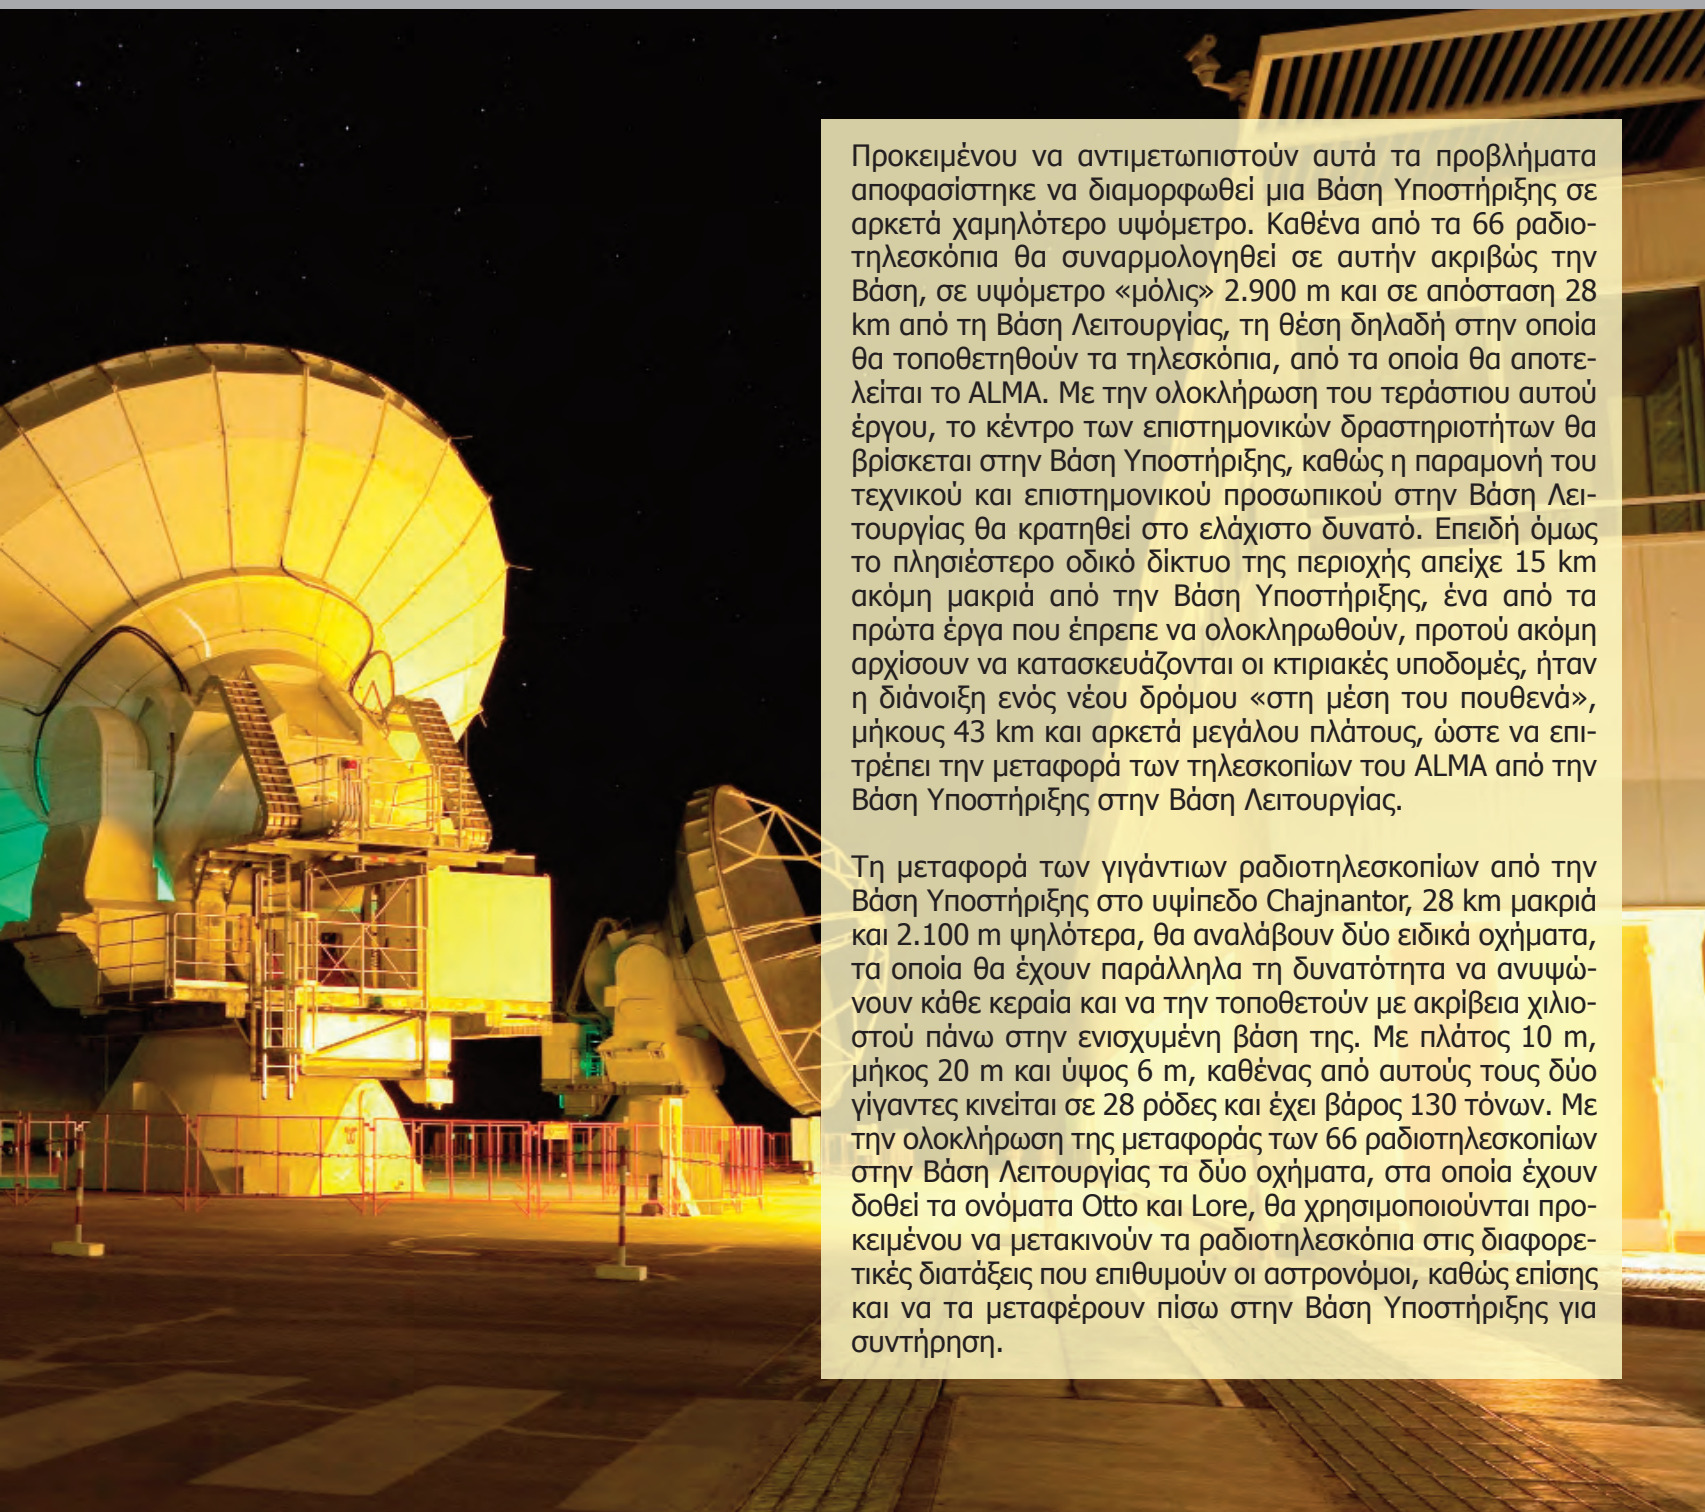 Προκειμένου να αντιμετωπιστούν αυτά τα προβλήματα
αποφασίστηκε να διαμορφωθεί μια Βάση Υποστήριξης σε
αρκετά χαμηλότερο υψόμετρο. Καθένα από τα 66 ραδιο-
τηλεσκόπια θα συναρμολογηθεί σε αυτήν ακριβώς την
Βάση, σε υψόμετρο «μόλις» 2.900 m και σε απόσταση 28
km από τη Βάση Λειτουργίας, τη θέση δηλαδή στην οποία
θα τοποθετηθούν τα τηλεσκόπια, από τα οποία θα αποτε-
λείται το ALMA. Με την ολοκλήρωση του τεράστιου αυτού
έργου, το κέντρο των επιστημονικών δραστηριοτήτων θα
βρίσκεται στην Βάση Υποστήριξης, καθώς η παραμονή του
τεχνικού και επιστημονικού προσωπικού στην Βάση Λει-
τουργίας θα κρατηθεί στο ελάχιστο δυνατό. Επειδή όμως
το πλησιέστερο οδικό δίκτυο της περιοχής απείχε 15 km
ακόμη μακριά από την Βάση Υποστήριξης, ένα από τα
πρώτα έργα που έπρεπε να ολοκληρωθούν, προτού ακόμη
αρχίσουν να κατασκευάζονται οι κτιριακές υποδομές, ήταν
η διάνοιξη ενός νέου δρόμου «στη μέση του πουθενά»,
μήκους 43 km και αρκετά μεγάλου πλάτους, ώστε να επι-
τρέπει την μεταφορά των τηλεσκοπίων του ALMA από την
Βάση Υποστήριξης στην Βάση Λειτουργίας.
Τη μεταφορά των γιγάντιων ραδιοτηλεσκοπίων από την
Βάση Υποστήριξης στο υψίπεδο Chajnantor, 28 km μακριά
και 2.100 m ψηλότερα, θα αναλάβουν δύο ειδικά οχήματα,
τα οποία θα έχουν παράλληλα τη δυνατότητα να ανυψώ-
νουν κάθε κεραία και να την τοποθετούν με ακρίβεια χιλιο-
στού πάνω στην ενισχυμένη βάση της. Με πλάτος 10 m,
μήκος 20 m και ύψος 6 m, καθένας από αυτούς τους δύο
γίγαντες κινείται σε 28 ρόδες και έχει βάρος 130 τόνων. Με
την ολοκλήρωση της μεταφοράς των 66 ραδιοτηλεσκοπίων
στην Βάση Λειτουργίας τα δύο οχήματα, στα οποία έχουν
δοθεί τα ονόματα Otto και Lore, θα χρησιμοποιούνται προ-
κειμένου να μετακινούν τα ραδιοτηλεσκόπια στις διαφορε-
τικές διατάξεις που επιθυμούν οι αστρονόμοι, καθώς επίσης
και να τα μεταφέρουν πίσω στην Βάση Υποστήριξης για
συντήρηση.